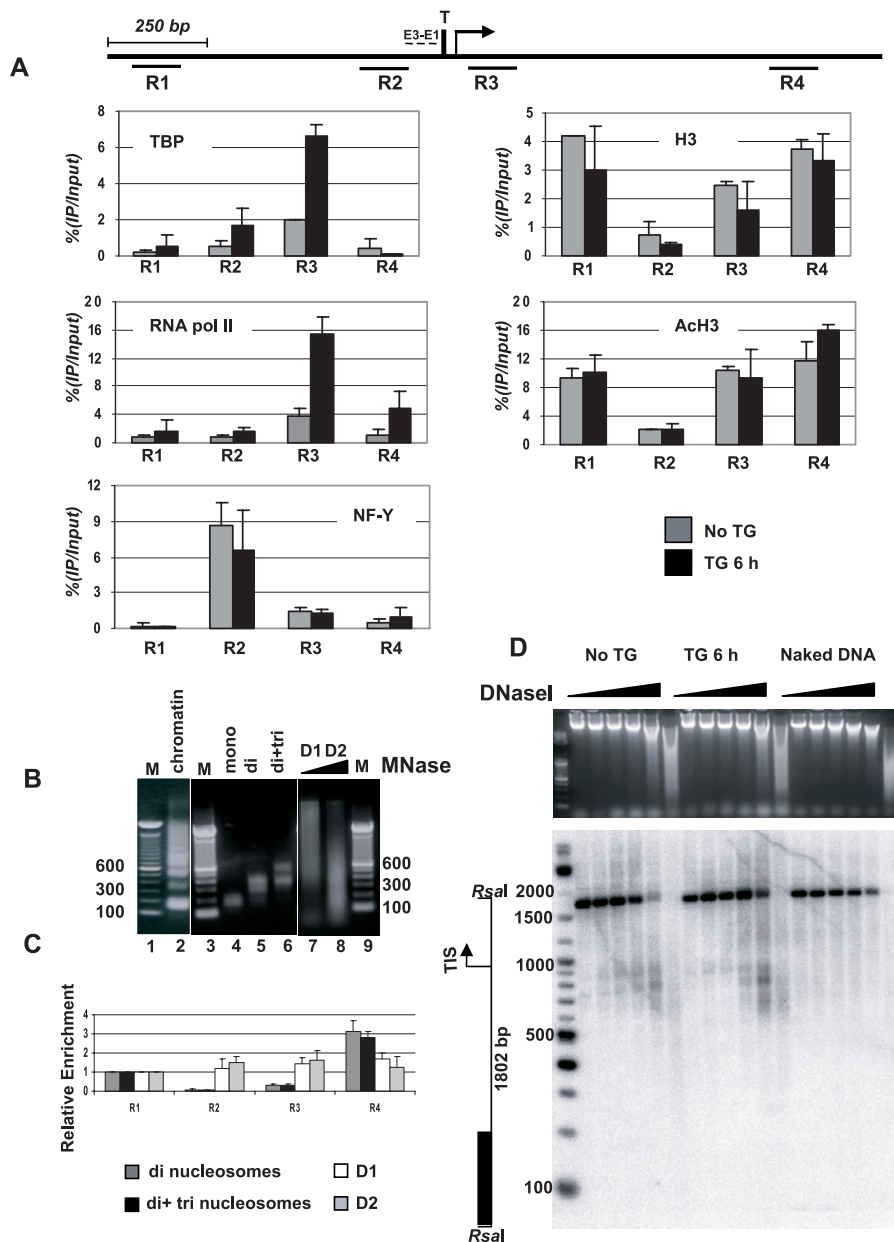 250 bp
T
E3-E1
A
R1 R2 R3 R4
TBP
%(IP/Input)
8
6
4
2
0
R1 R2 R3 R4
H3
%(IP/Input)
5
4
3
2
1
0
R1 R2 R3 R4
RNA pol II
%(IP/Input)
20
16
12
8
4
0
R1 R2 R3 R4
AcH3
%(IP/Input)
20
16
12
8
4
0
R1 R2 R3 R4
NF-Y
%(IP/Input)
12
9
6
3
0
R1 R2 R3 R4
No TG
TG 6 h
B
M chromatin M mono di di+tri D1 D2 M MNase
600
300
100
600
300
100
1 2 3 4 5 6 7 8 9
C
Relative Enrichment
4
3
2
1
0
R1 R2 R3 R4
di nucleosomes
di+ tri nucleosomes
D1
D2
D
No TG TG 6 h Naked DNA
DNaseI
RsaI
TIS
1802 bp
RsaI
2000
1500
1000
500
100